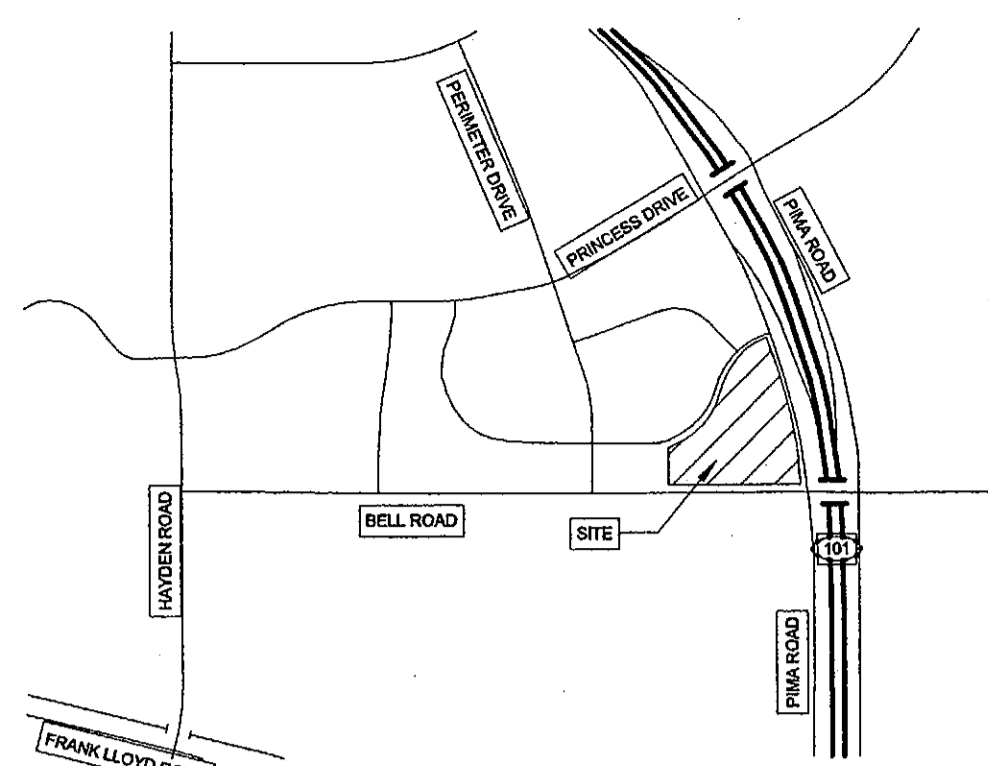 PERIMETER DRIVE
PRINCESS DRIVE
PIMA ROAD
HAYDEN ROAD
BELL ROAD
SITE
101
PIMA ROAD
FRANK LLOYD